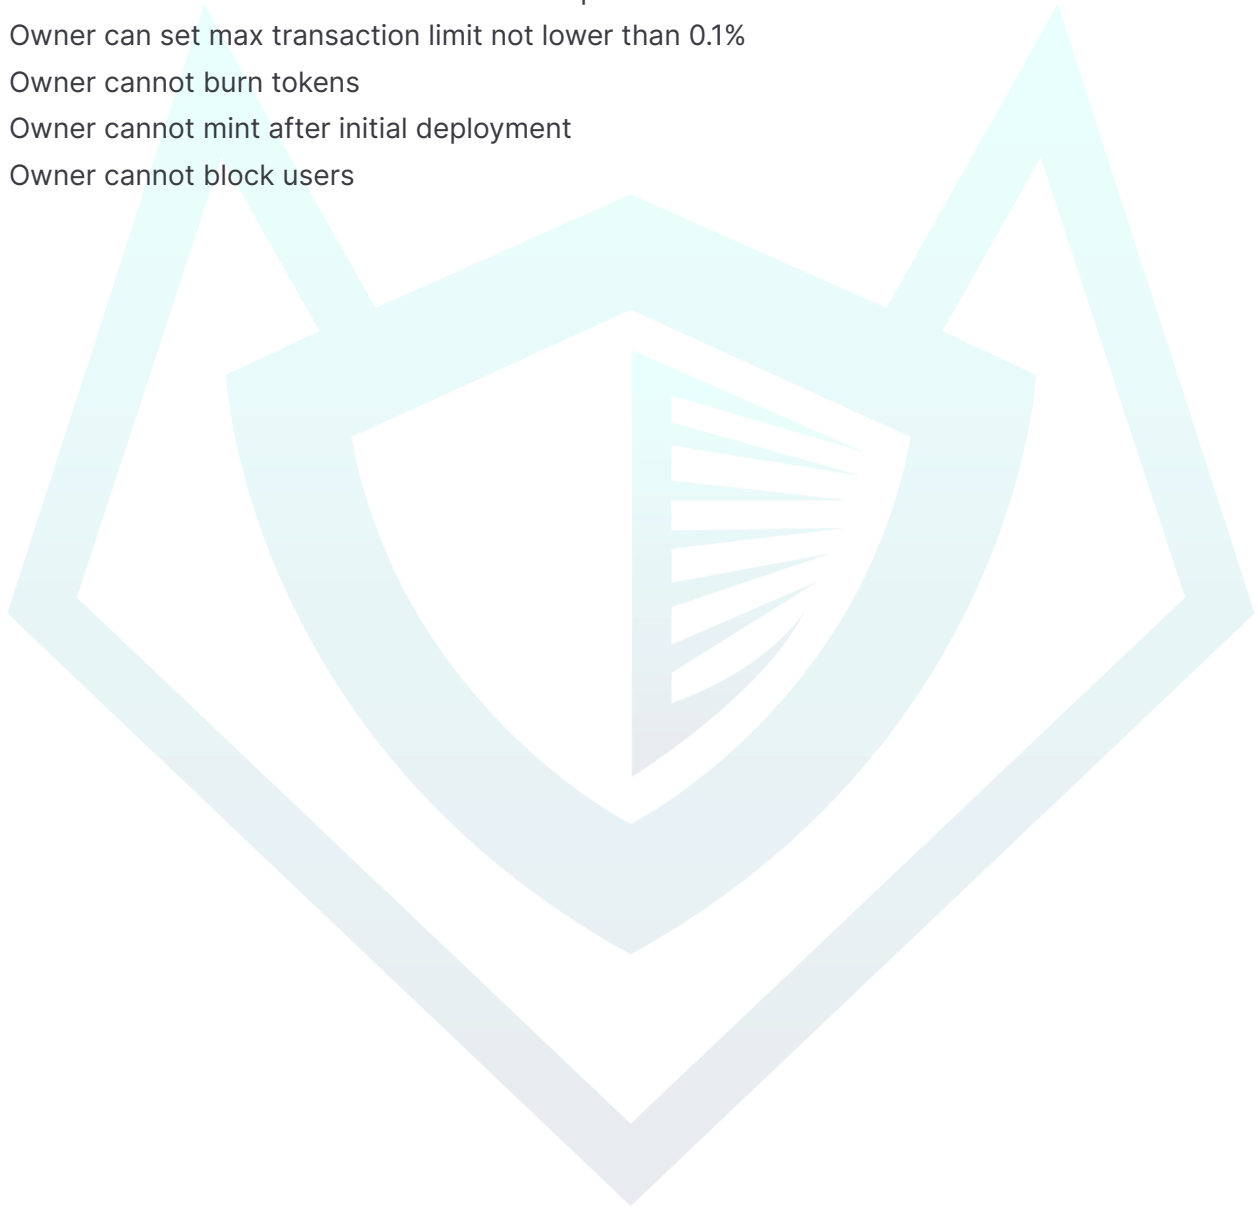 Owner can set max transaction limit not lower than 0.1%
Owner cannot burn tokens
Owner cannot mint after initial deployment
Owner cannot block users